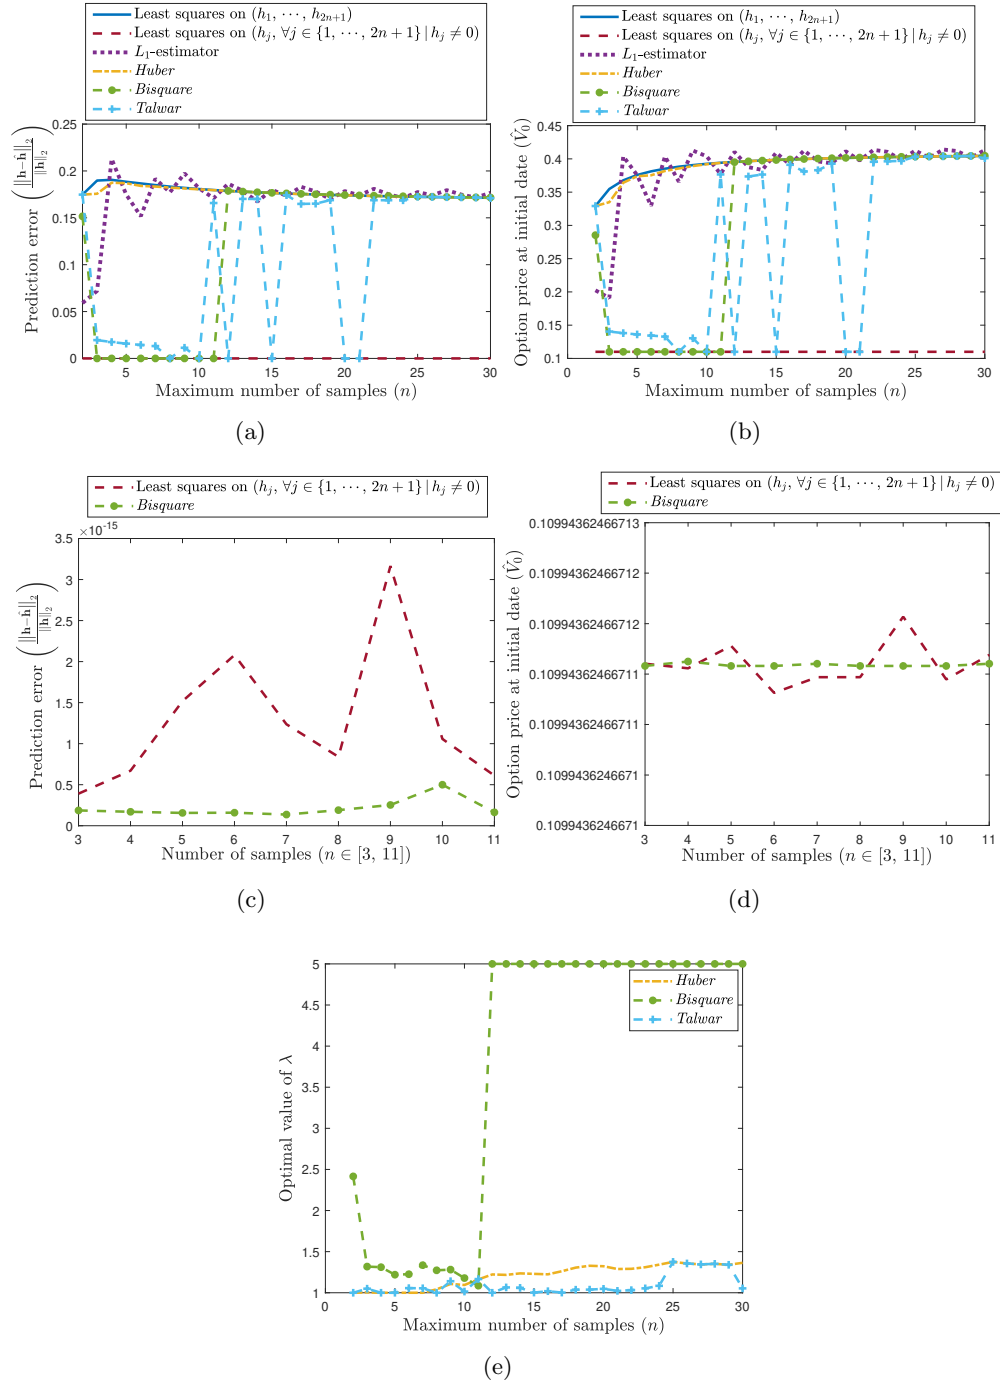 Least squares on (h₁, ⋯, h₂ₙ₊₁)
Least squares on (hⱼ, ∀j ∈ {1, ⋯, 2n + 1} | hⱼ ≠ 0)
L₁-estimator
Huber
Bisquare
Talwar
Prediction error (||h−ĥ||₂ / ||h||₂)
0.25
0.2
0.15
0.1
0.05
0
5 10 15 20 25 30
Maximum number of samples (n)
(a)
Least squares on (h₁, ⋯, h₂ₙ₊₁)
Least squares on (hⱼ, ∀j ∈ {1, ⋯, 2n + 1} | hⱼ ≠ 0)
L₁-estimator
Huber
Bisquare
Talwar
Option price at initial date (V̂₀)
0.45
0.4
0.35
0.3
0.25
0.2
0.15
0.1
0 5 10 15 20 25 30
Maximum number of samples (n)
(b)
Least squares on (hⱼ, ∀j ∈ {1, ⋯, 2n + 1} | hⱼ ≠ 0)
Bisquare
×10⁻¹⁵
Prediction error (||h−ĥ||₂ / ||h||₂)
3.5
3
2.5
2
1.5
1
0.5
0
3 4 5 6 7 8 9 10 11
Number of samples (n ∈ [3, 11])
(c)
Least squares on (hⱼ, ∀j ∈ {1, ⋯, 2n + 1} | hⱼ ≠ 0)
Bisquare
Option price at initial date (V̂₀)
0.10994362466713
0.10994362466712
0.10994362466712
0.10994362466711
0.10994362466711
0.1099436246671
0.1099436246671
3 4 5 6 7 8 9 10 11
Number of samples (n ∈ [3, 11])
(d)
Huber
Bisquare
Talwar
Optimal value of λ
5
4.5
4
3.5
3
2.5
2
1.5
1
0 5 10 15 20 25 30
Maximum number of samples (n)
(e)